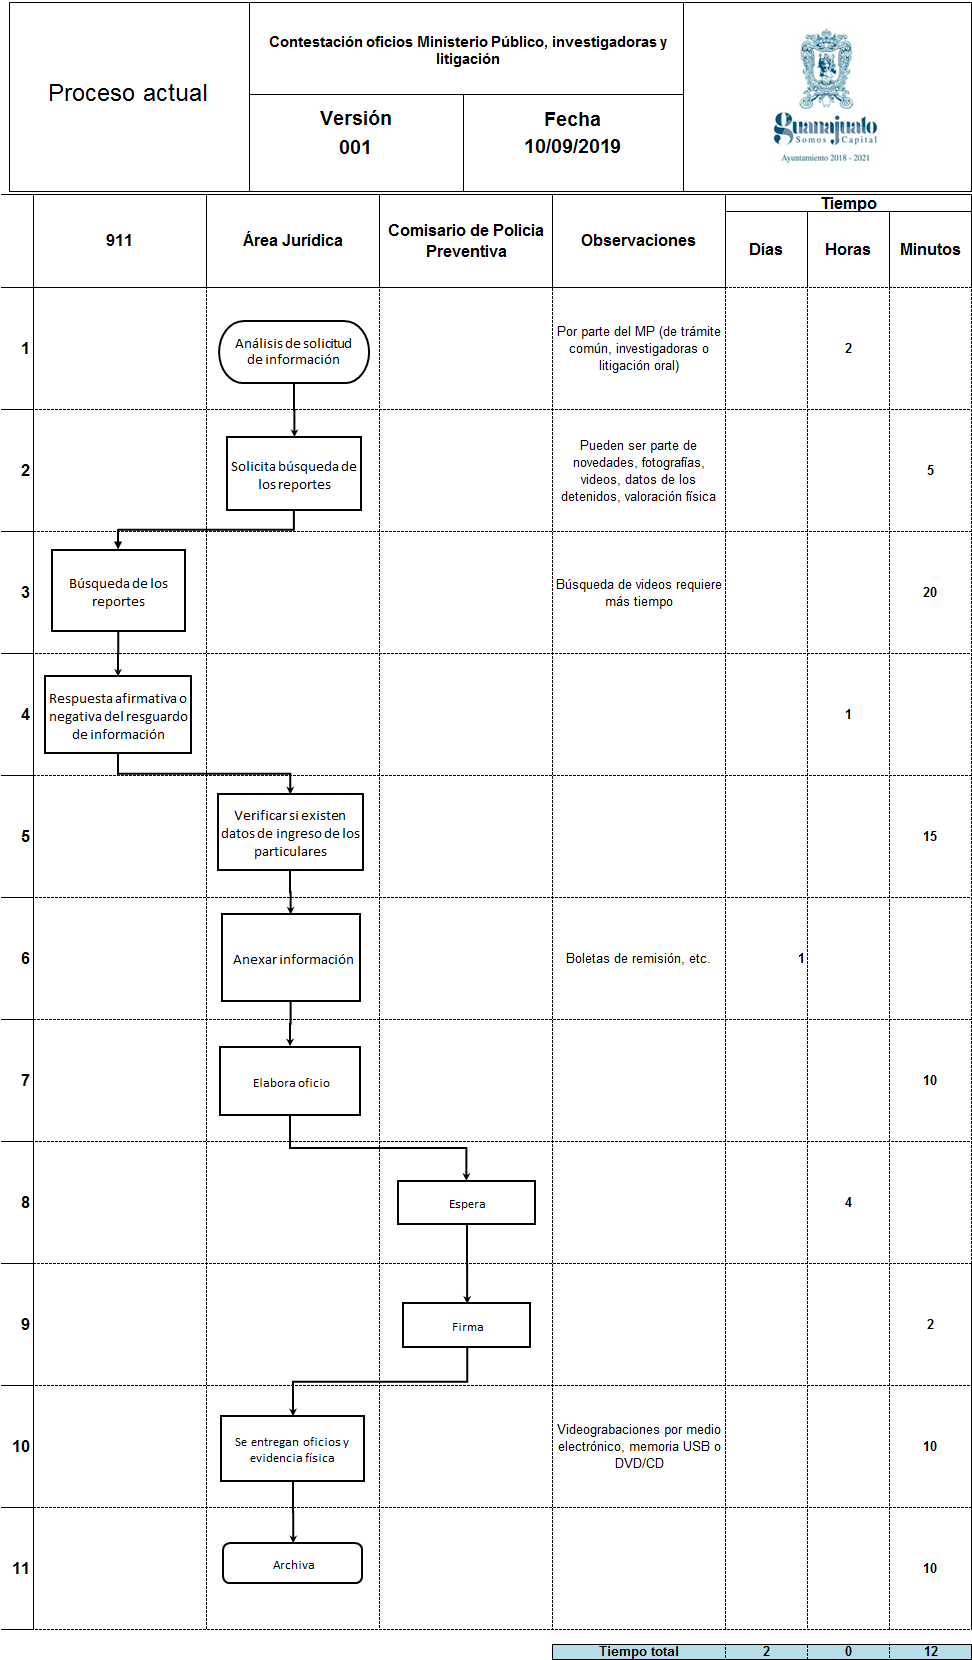 Proceso actual
Contestación oficios Ministerio Público, investigadoras y
litigación
Versión
001
Fecha
10/09/2019
guanajuato
Somos Capital
Ayuntamiento 2018 - 2021
911
Área Jurídica
Comisario de Policia
Preventiva
Observaciones
Tiempo
Días
Horas
Minutos
1
Análisis de solicitud
de información
Por parte del MP (de trámite
común, investigadoras o
litigación oral)
2
2
Solicita búsqueda de
los reportes
Pueden ser parte de
novedades, fotografías,
videos, datos de los
detenidos, valoración física
5
3
Búsqueda de los
reportes
Búsqueda de videos requiere
más tiempo
20
4
Respuesta afirmativa o
negativa del resguardo
de información
1
5
Verificar si existen
datos de ingreso de los
particulares
15
6
Anexar información
Boletas de remisión, etc.
1
7
Elabora oficio
10
8
Espera
4
9
Firma
2
10
Se entregan oficios y
evidencia física
Videograbaciones por medio
electrónico, memoria USB o
DVD/CD
10
11
Archiva
10
Tiempo total
2
0
12